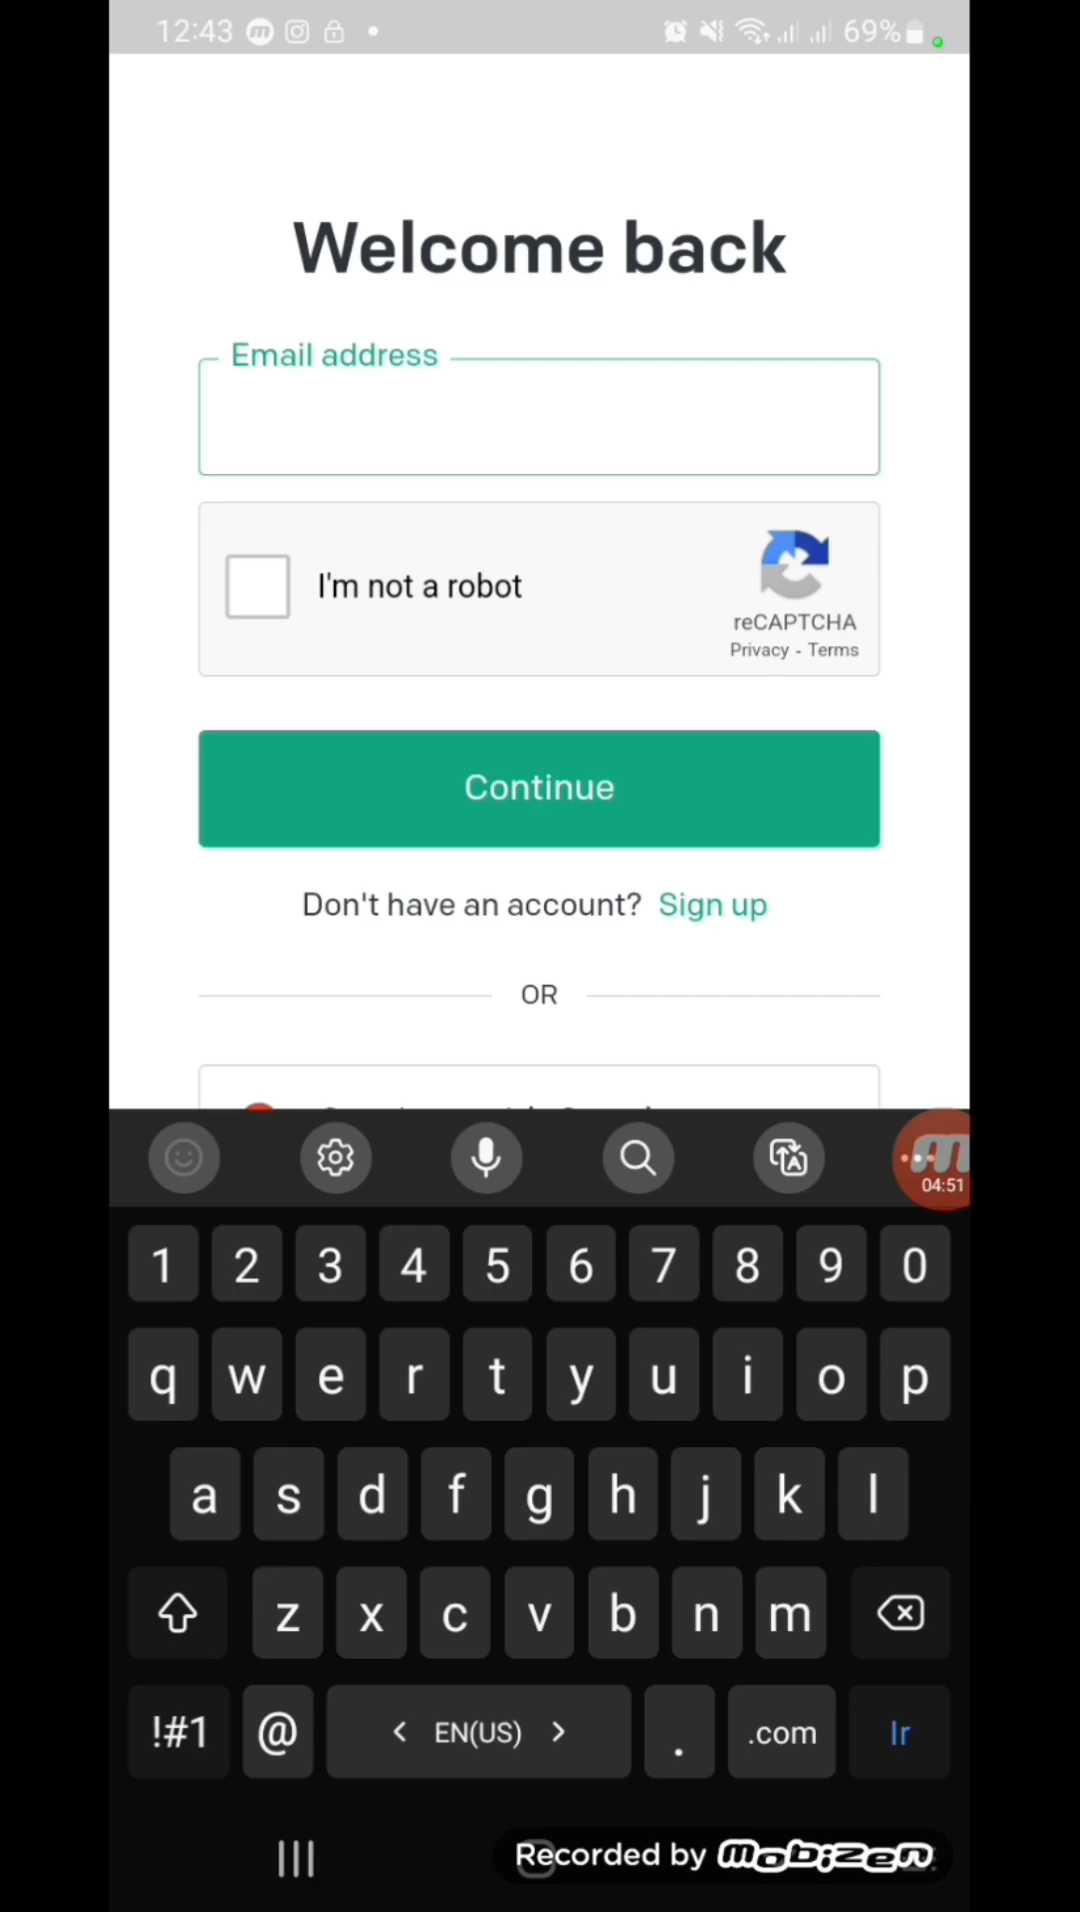 12:43 69%
Welcome back
Email address
I'm not a robot
reCAPTCHA
Privacy - Terms
Continue
Don't have an account? Sign up
OR
04:51
1 2 3 4 5 6 7 8 9 0
q w e r t y u i o p
a s d f g h j k l
z x c v b n m
!#1 @ < EN(US) > . .com Ir
Recorded by mobizen